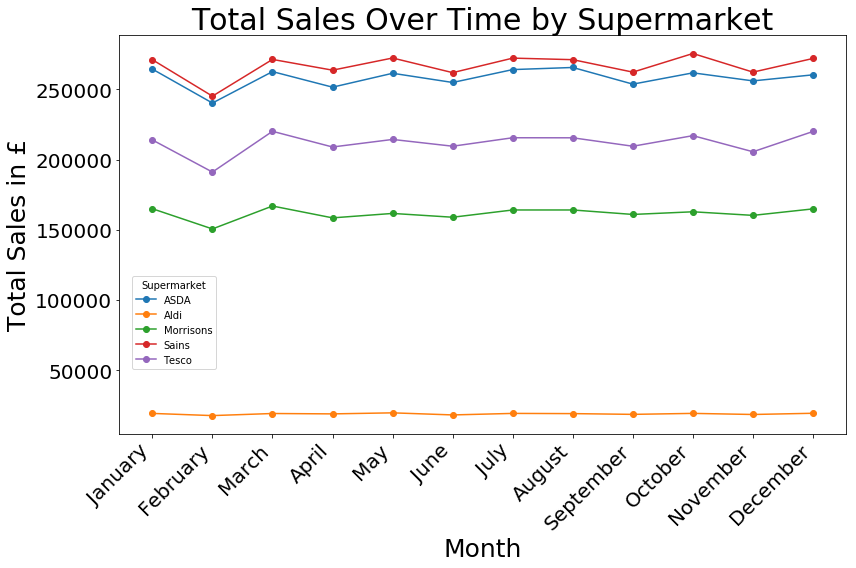 Total Sales Over Time by Supermarket
Total Sales in £
250000
200000
150000
100000
50000
Supermarket
ASDA
Aldi
Morrisons
Sains
Tesco
January
February
March
April
May
June
July
August
September
October
November
December
Month